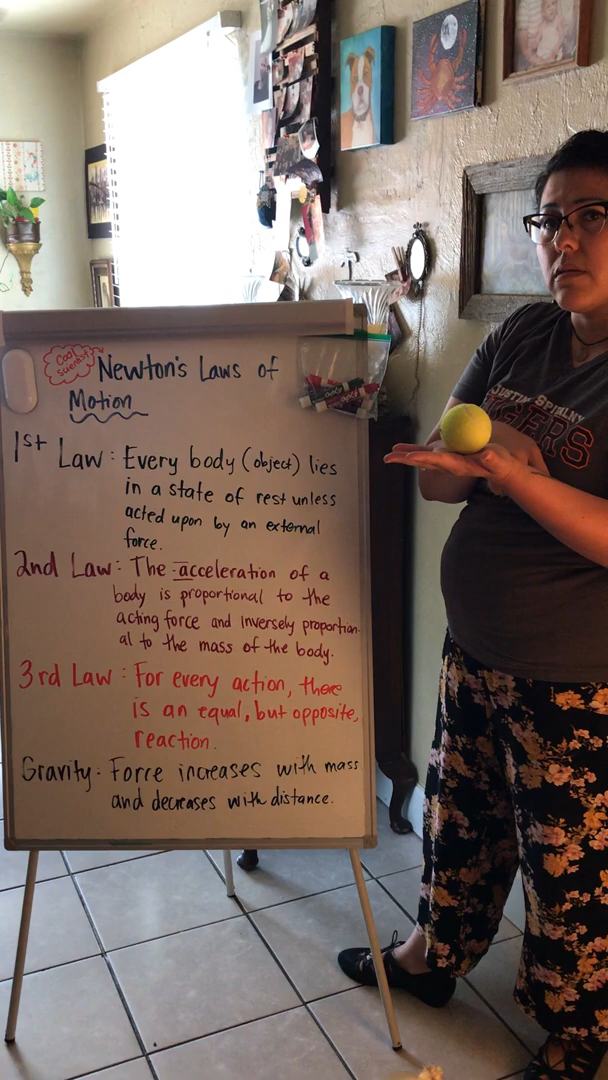 Cool
scientist
Newton's Laws of
Motion
1st Law: Every body (object) lies
in a state of rest unless
acted upon by an external
force.
2nd Law: The acceleration of a
body is proportional to the
acting force and inversely proportion-
al to the mass of the body.
3rd Law: For every action, there
is an equal, but opposite,
reaction.
Gravity: Force increases with mass
and decreases with distance.